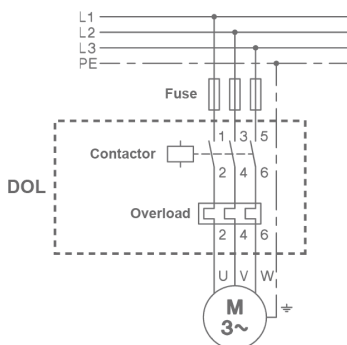 L1
L2
L3
PE
Fuse
1 3 5
Contactor
2 4 6
DOL
Overload
2 4 6
U V W
M
3~